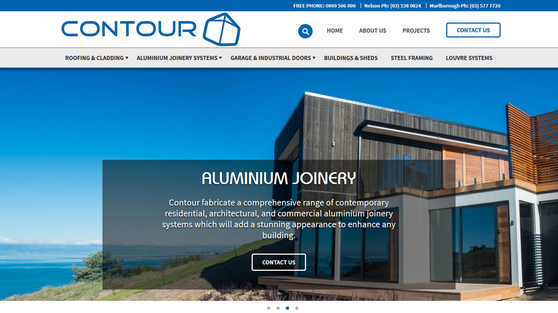 FREE PHONE: 0800 506 000 | Nelson Ph: (03) 538 0824 | Marlborough Ph: (03) 577 7720
CONTOUR
HOME ABOUT US PROJECTS CONTACT US
ROOFING & CLADDING ALUMINIUM JOINERY SYSTEMS GARAGE & INDUSTRIAL DOORS BUILDINGS & SHEDS STEEL FRAMING LOUVRE SYSTEMS
ALUMINIUM JOINERY
Contour fabricate a comprehensive range of contemporary
residential, architectural, and commercial aluminium joinery
systems which will add a stunning appearance to enhance any
building.
CONTACT US